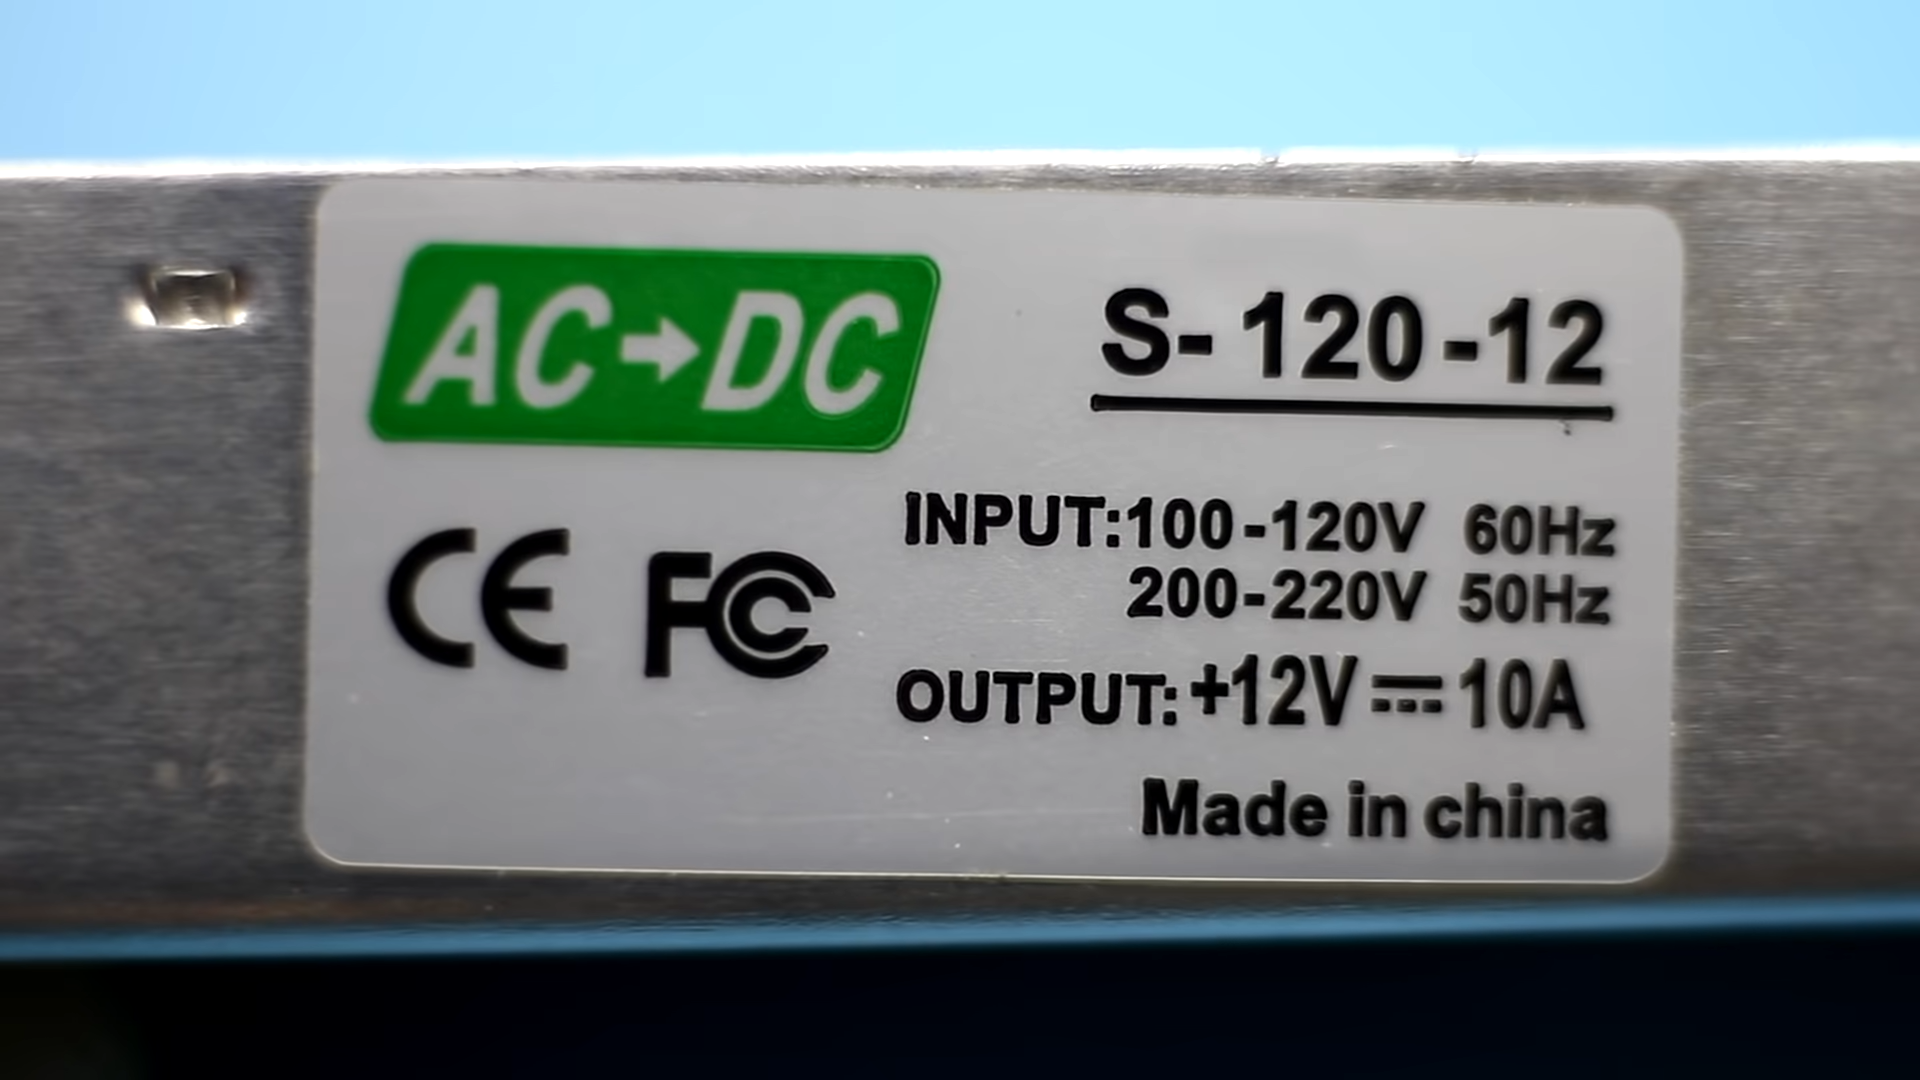 AC→DC
S-120-12
CE FC
INPUT:100-120V 60Hz
200-220V 50Hz
OUTPUT:+12V⎓10A
Made in china